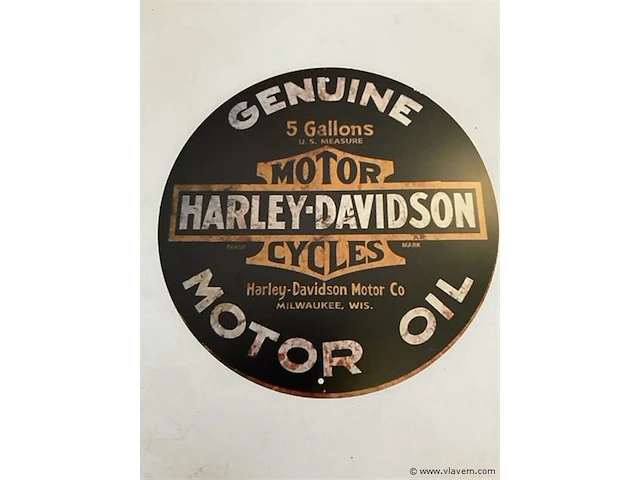 GENUINE
5 Gallons
U.S. MEASURE
MOTOR
HARLEY-DAVIDSON
TRADE MARK
CYCLES
Harley-Davidson Motor Co
MILWAUKEE, WIS.
MOTOR OIL
© www.vlavem.com